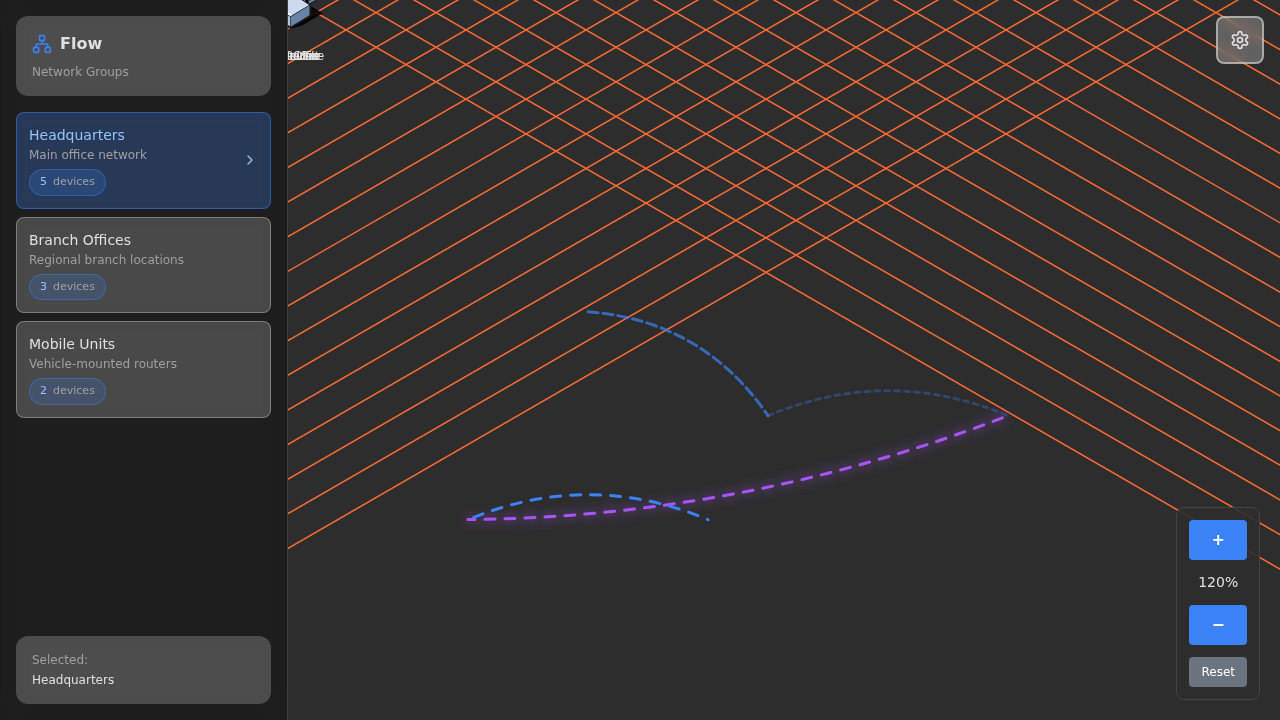 Flow
Network Groups
Headquarters
Main office network
5 devices
Branch Offices
Regional branch locations
3 devices
Mobile Units
Vehicle-mounted routers
2 devices
Selected:
Headquarters
+
120%
−
Reset